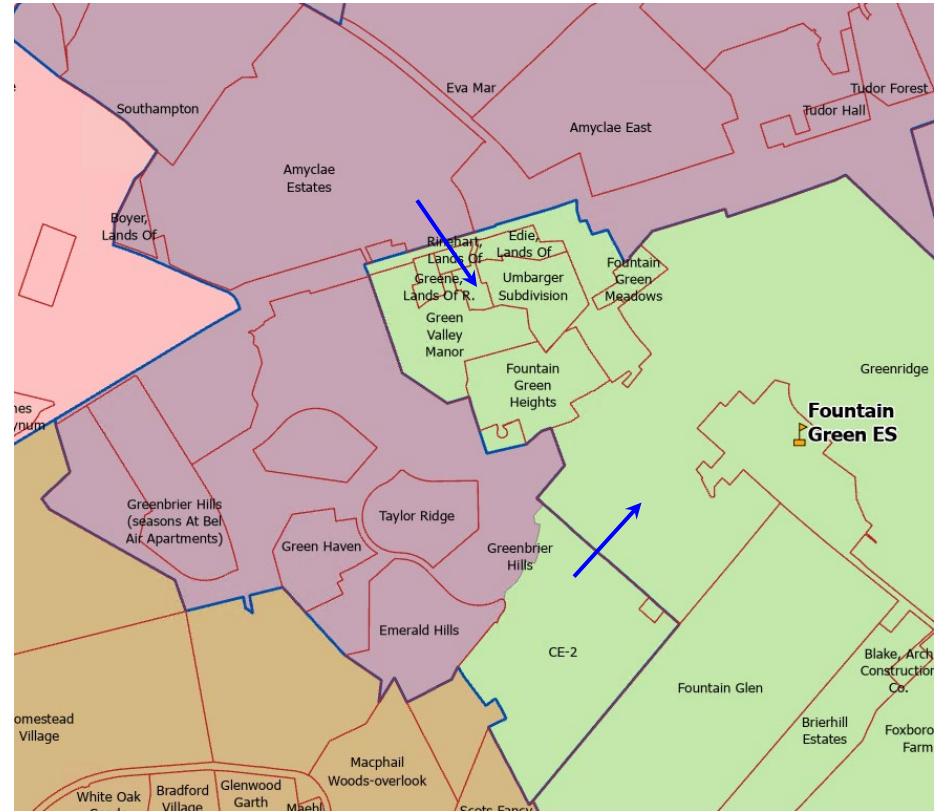 Eva Mar
Tudor Forest
Southampton
Tudor Hall
Amyclae East
Amyclae
Estates
Boyer,
Lands Of
Rinehart,
Lands Of
Edie,
Lands Of
Fountain
Green
Meadows
Greene,
Lands Of R.
Umbarger
Subdivision
Green
Valley
Manor
Fountain
Green
Heights
Greenridge
Fountain
Green ES
Greenbrier Hills
(seasons At Bel
Air Apartments)
Taylor Ridge
Green Haven
Greenbrier
Hills
Emerald Hills
CE-2
Blake, Arch
Construction
Co.
Fountain Glen
Brierhill
Estates
Foxboro
Farm
omestead
Village
Macphail
Woods-overlook
White Oak
Bradford
Village
Glenwood
Garth
Scots Fancy